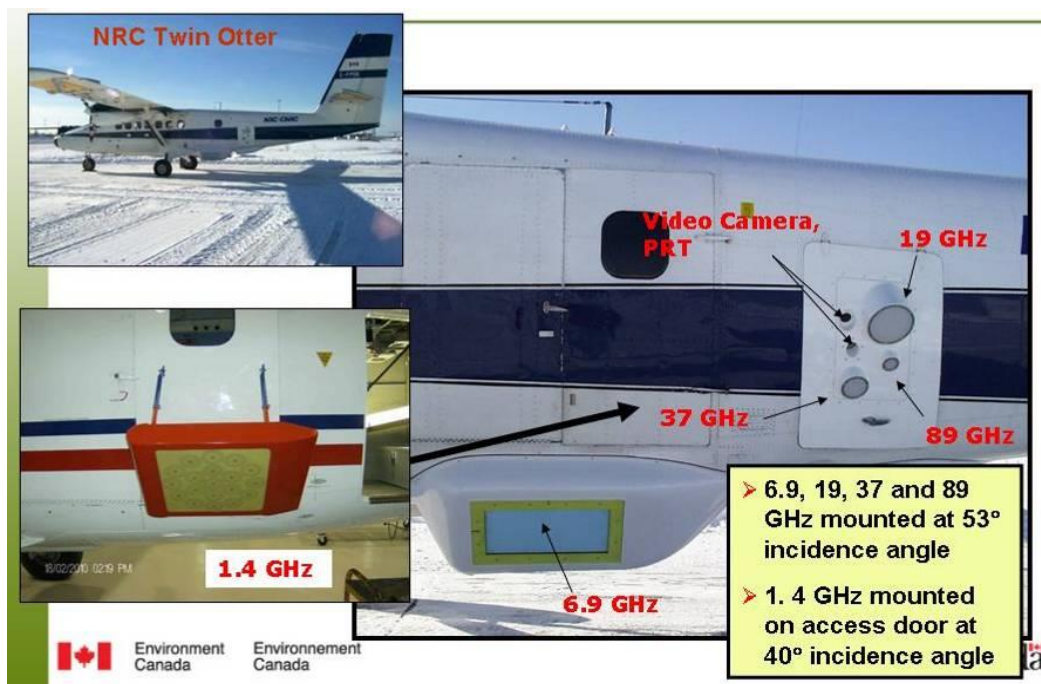 NRC Twin Otter
NRC·CNRC
Video Camera,
PRT
19 GHz
37 GHz
89 GHz
6.9 GHz
18/02/2010 02:19 PM
1.4 GHz
➢ 6.9, 19, 37 and 89
GHz mounted at 53°
incidence angle
➢ 1. 4 GHz mounted
on access door at
40° incidence angle
Environment
Canada
Environnement
Canada